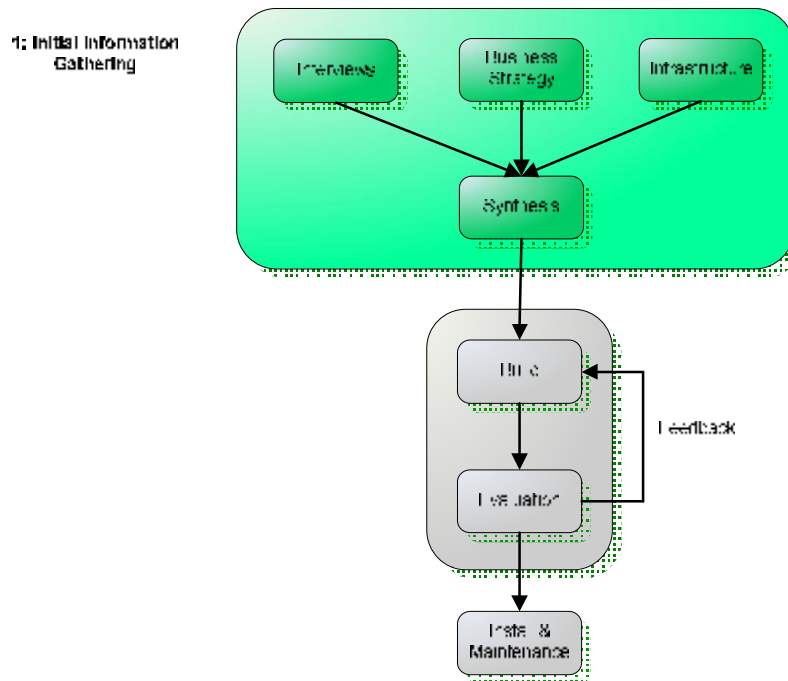 1: Initial Information
Gathering
Interviews
Business
Strategy
Infrastructure
Synthesis
Build
Feedback
Evaluation
Install &
Maintenance